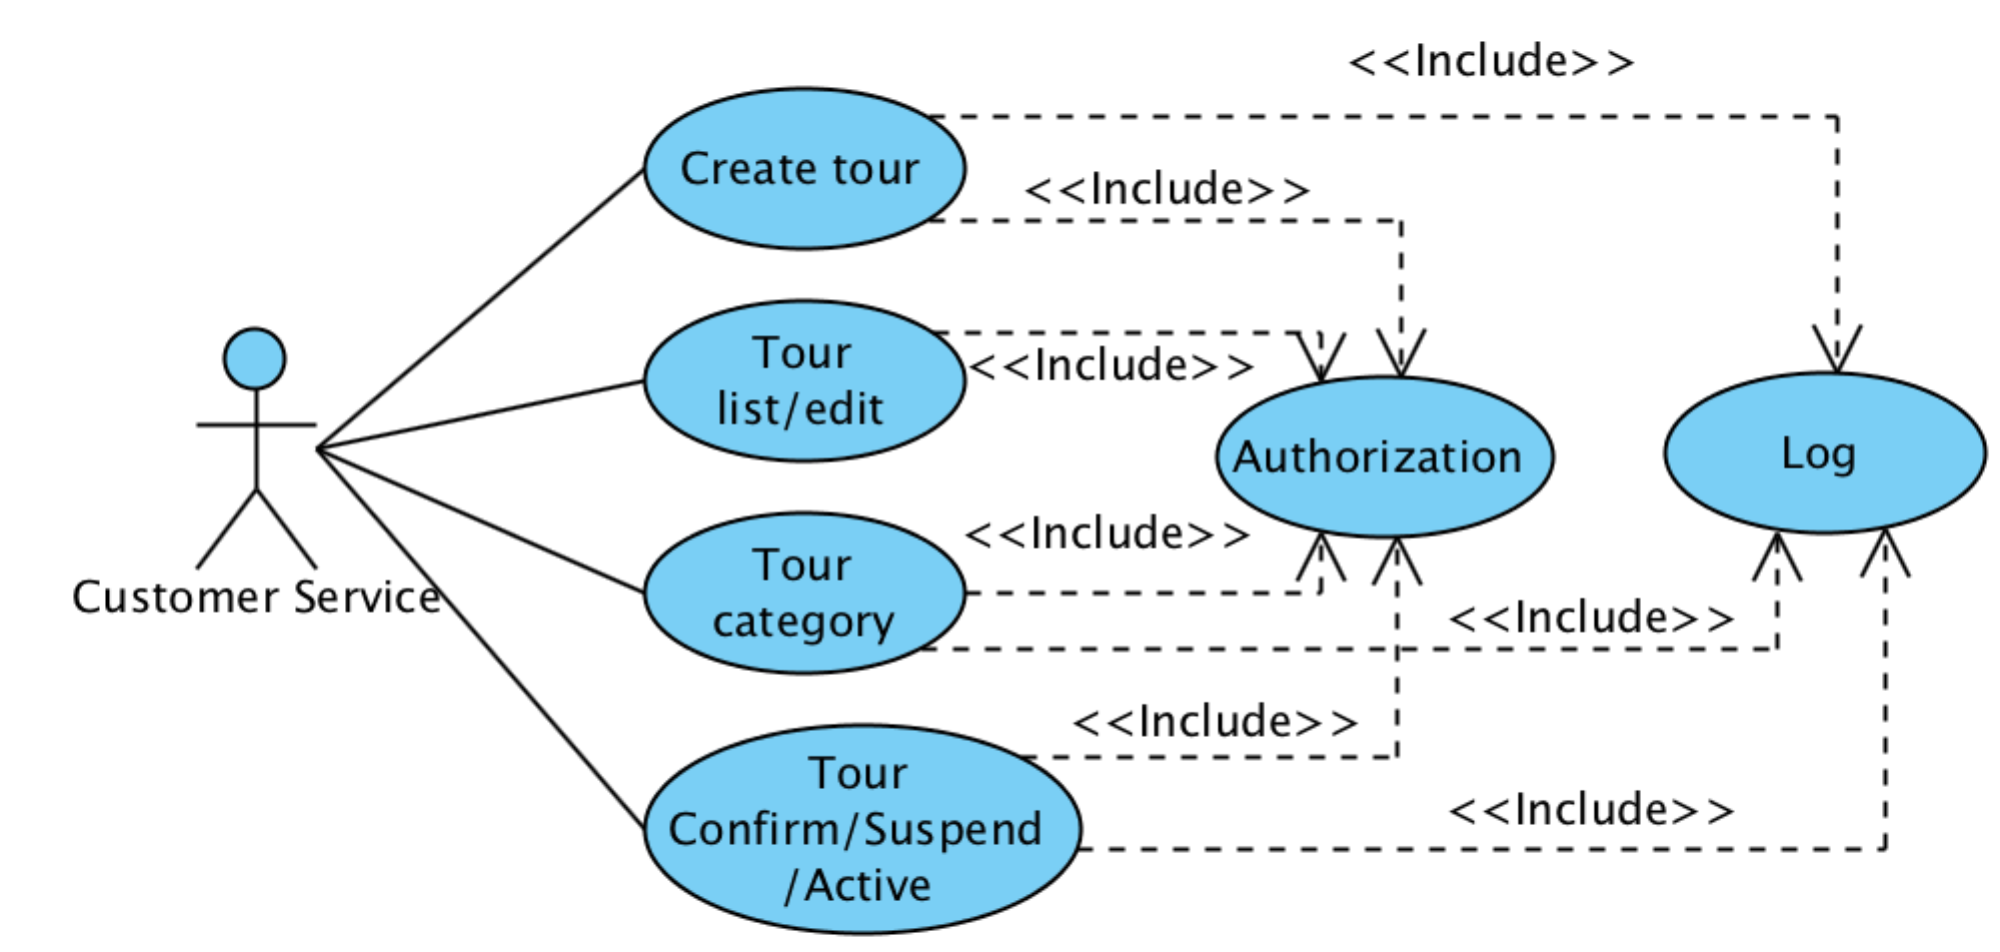 <<Include>>
Create tour
<<Include>>
Tour
list/edit
<<Include>>
Authorization
Log
<<Include>>
Tour
category
Customer Service
<<Include>>
<<Include>>
Tour
Confirm/Suspend
/Active
<<Include>>